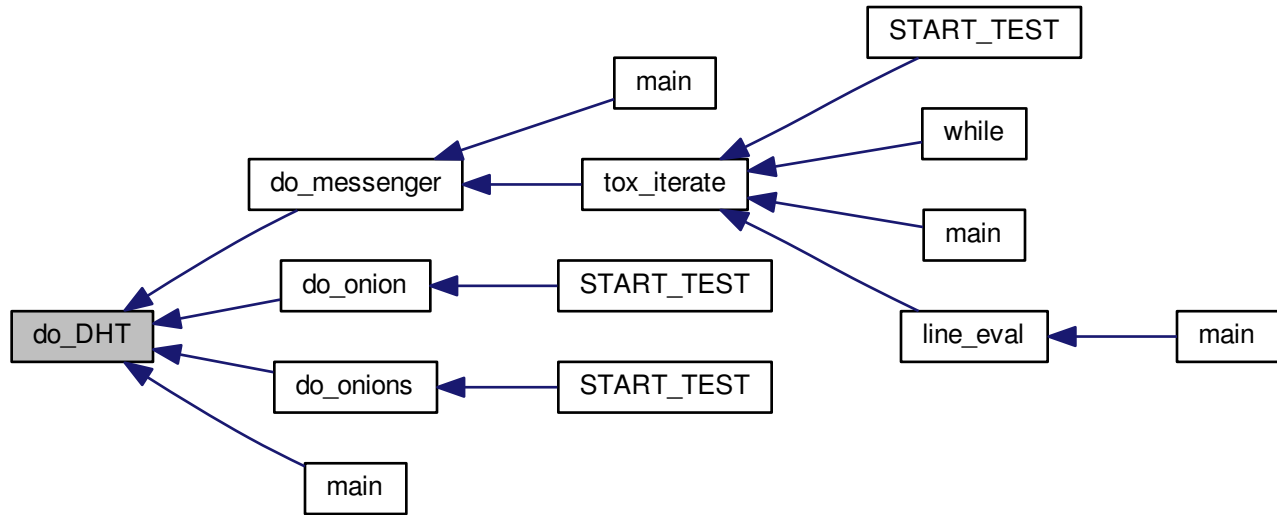 START_TEST
main
while
do_messenger
tox_iterate
main
do_onion
START_TEST
do_DHT
line_eval
main
do_onions
START_TEST
main